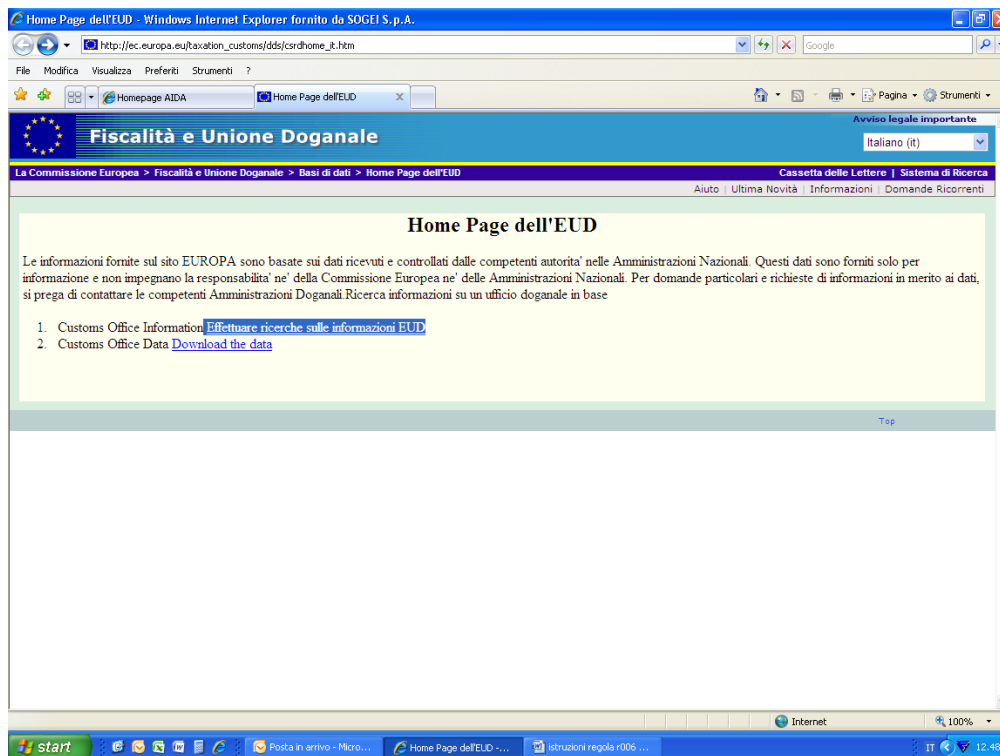 Home Page dell'EUD - Windows Internet Explorer fornito da SOGEI S.p.A.
http://ec.europa.eu/taxation_customs/dds/csrdhome_it.htm
Google
File Modifica Visualizza Preferiti Strumenti ?
Homepage AIDA
Home Page dell'EUD
Pagina
Strumenti
Avviso legale importante
Fiscalità e Unione Doganale
Italiano (it)
La Commissione Europea > Fiscalità e Unione Doganale > Basi di dati > Home Page dell'EUD
Cassetta delle Lettere | Sistema di Ricerca
Aiuto | Ultima Novità | Informazioni | Domande Ricorrenti
Home Page dell'EUD
Le informazioni fornite sul sito EUROPA sono basate sui dati ricevuti e controllati dalle competenti autorita' nelle Amministrazioni Nazionali. Questi dati sono forniti solo per
informazione e non impegnano la responsabilita' ne' della Commissione Europea ne' delle Amministrazioni Nazionali. Per domande particolari e richieste di informazioni in merito ai dati,
si prega di contattare le competenti Amministrazioni Doganali.Ricerca informazioni su un ufficio doganale in base
1. Customs Office Information Effettuare ricerche sulle informazioni EUD
2. Customs Office Data Download the data
Top
Internet
100%
start
Posta in arrivo - Micro...
Home Page dell'EUD -...
istruzioni regola r006 ...
IT
12.48